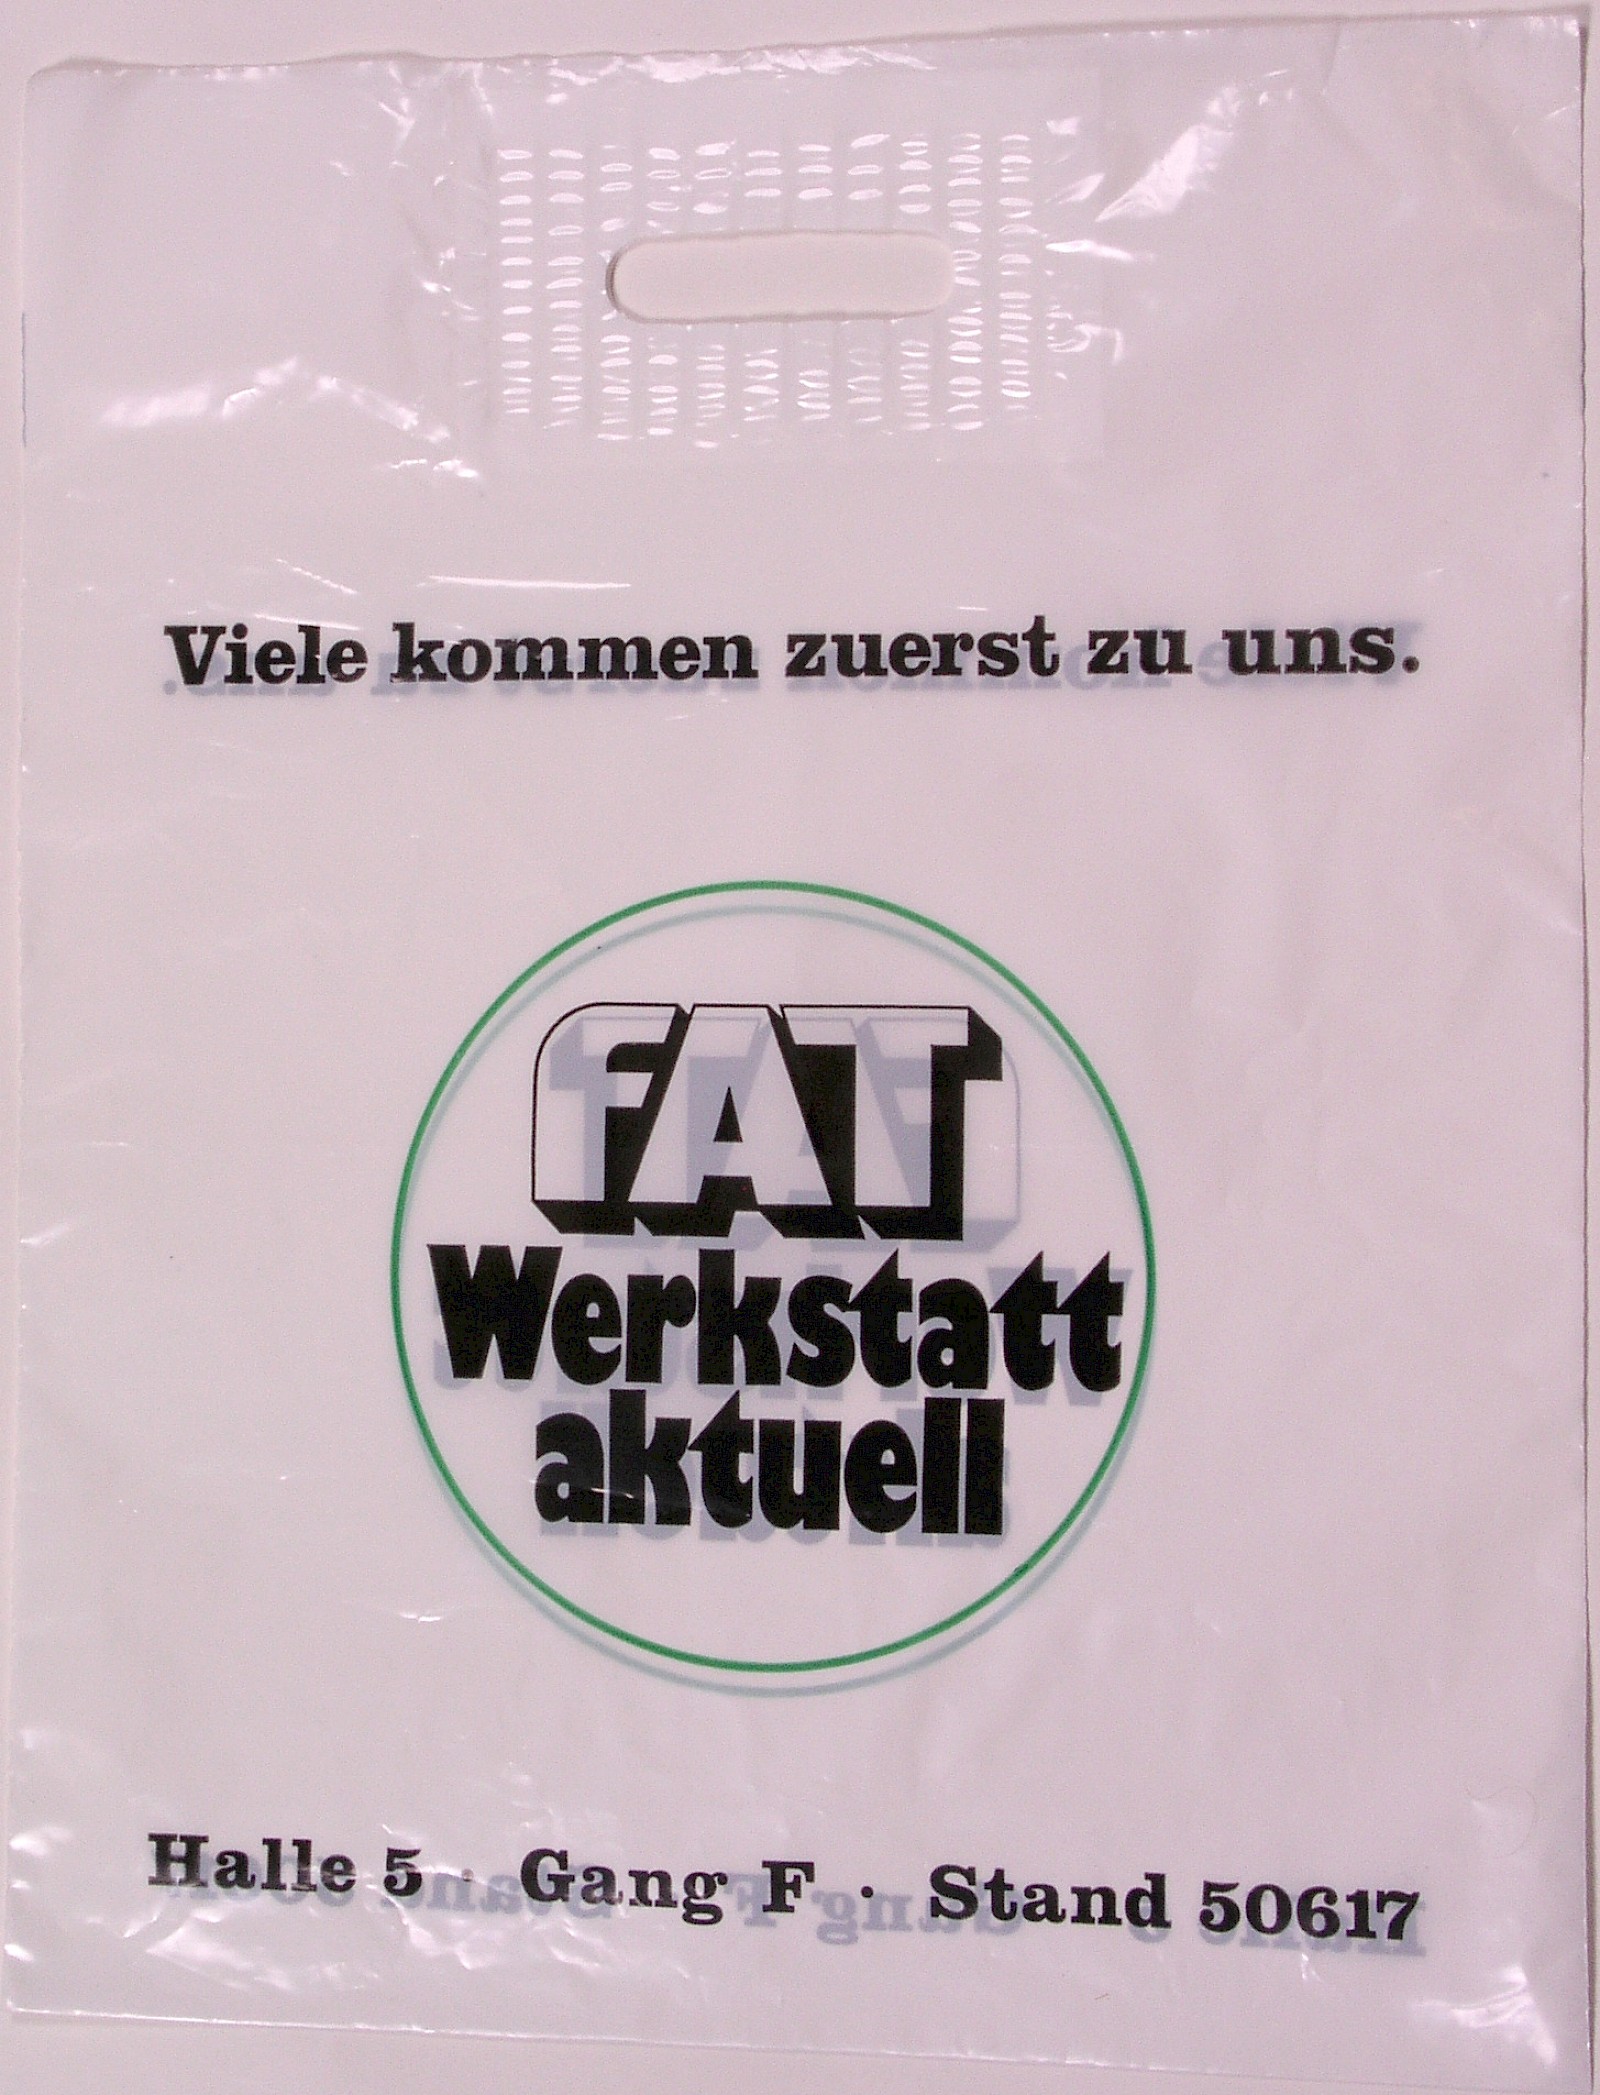 Viele kommen zuerst zu uns.
FAT
Werkstatt
aktuell
Halle 5 · Gang F · Stand 50617